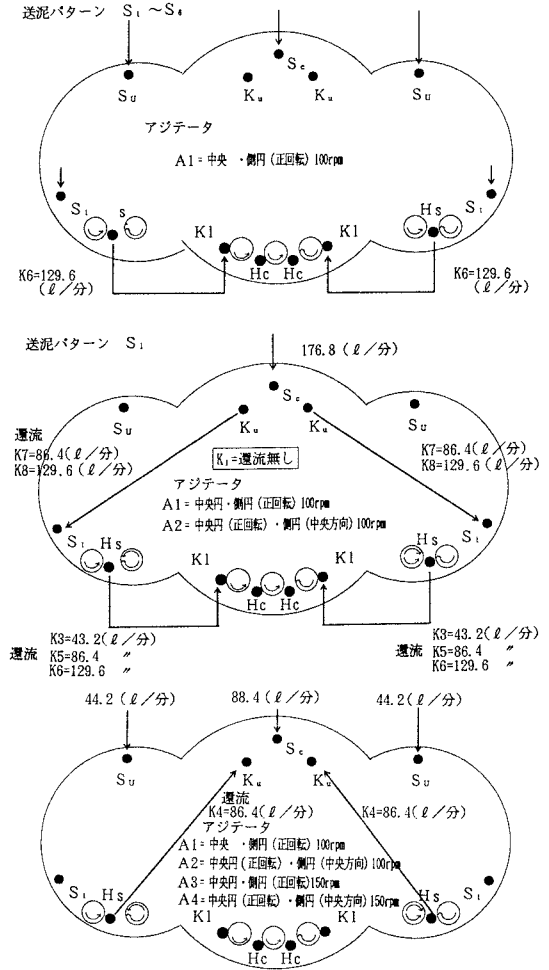 送泥パターン S₁ ～S₄
Sc
SU Ku Ku SU
アジテータ
A1＝中央 ・側円(正回転)100rpm
S₁ s Kl Kl Hs S₁
Hc Hc
K6=129.6 K6=129.6
(ℓ／分) (ℓ／分)
送泥パターン S₁
176.8(ℓ／分)
Sc
SU Ku Ku SU
還流
K7=86.4(ℓ／分) K7=86.4(ℓ／分)
K8=129.6(ℓ／分) K₁=還流無し K8=129.6(ℓ／分)
アジテータ
A1＝中央円・側円(正回転)100rpm
A2＝中央円(正回転)・側円(中央方向)100rpm
S₁ Hs Kl Kl Hs S₁
Hc Hc
K3=43.2(ℓ／分) K3=43.2(ℓ／分)
還流 K5=86.4 〃 還流 K5=86.4 〃
K6=129.6 〃 K6=129.6 〃
44.2(ℓ／分) 88.4(ℓ／分) 44.2(ℓ／分)
Sc
SU Ku Ku SU
還流
K4=86.4(ℓ／分) K4=86.4(ℓ／分)
アジテータ
A1＝中央 ・側円(正回転)100rpm
A2＝中央円(正回転)・側円(中央方向)100rpm
A3＝中央円・側円(正回転)150rpm
A4＝中央円(正回転)・側円(中央方向)150rpm
S₁ Hs Kl Kl Hs S₁
Hc Hc